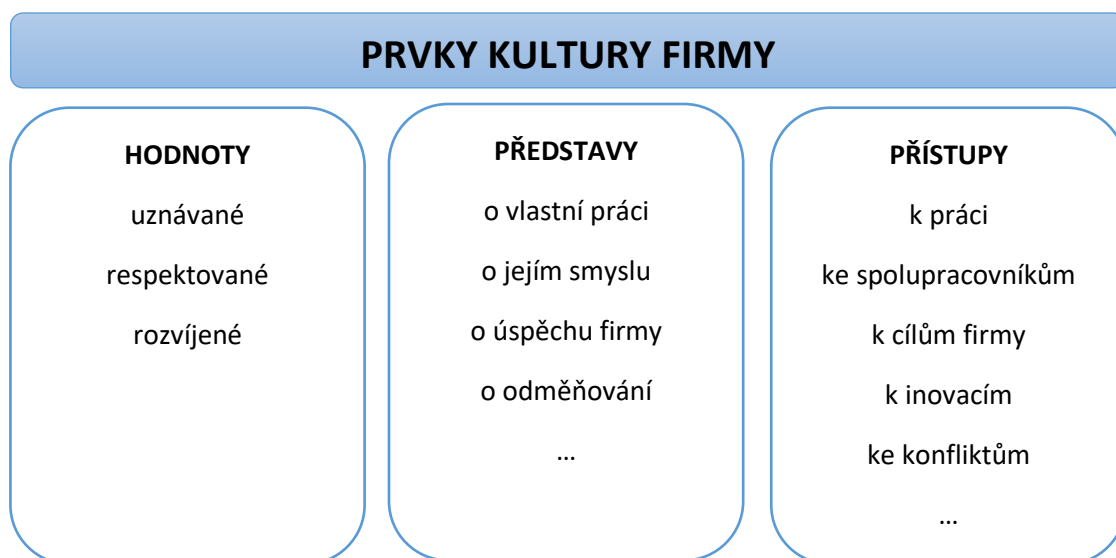 PRVKY KULTURY FIRMY
HODNOTY
uznávané
respektované
rozvíjené
PŘEDSTAVY
o vlastní práci
o jejím smyslu
o úspěchu firmy
o odměňování
...
PŘÍSTUPY
k práci
ke spolupracovníkům
k cílům firmy
k inovacím
ke konfliktům
...